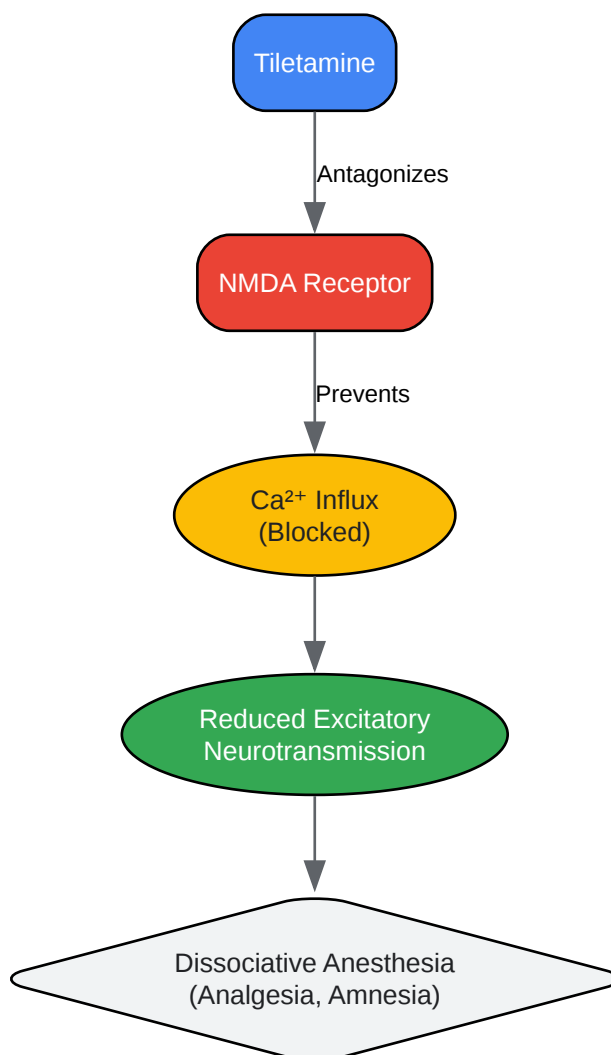 Tiletamine
Antagonizes
NMDA Receptor
Prevents
Ca²⁺ Influx
(Blocked)
Reduced Excitatory
Neurotransmission
Dissociative Anesthesia
(Analgesia, Amnesia)